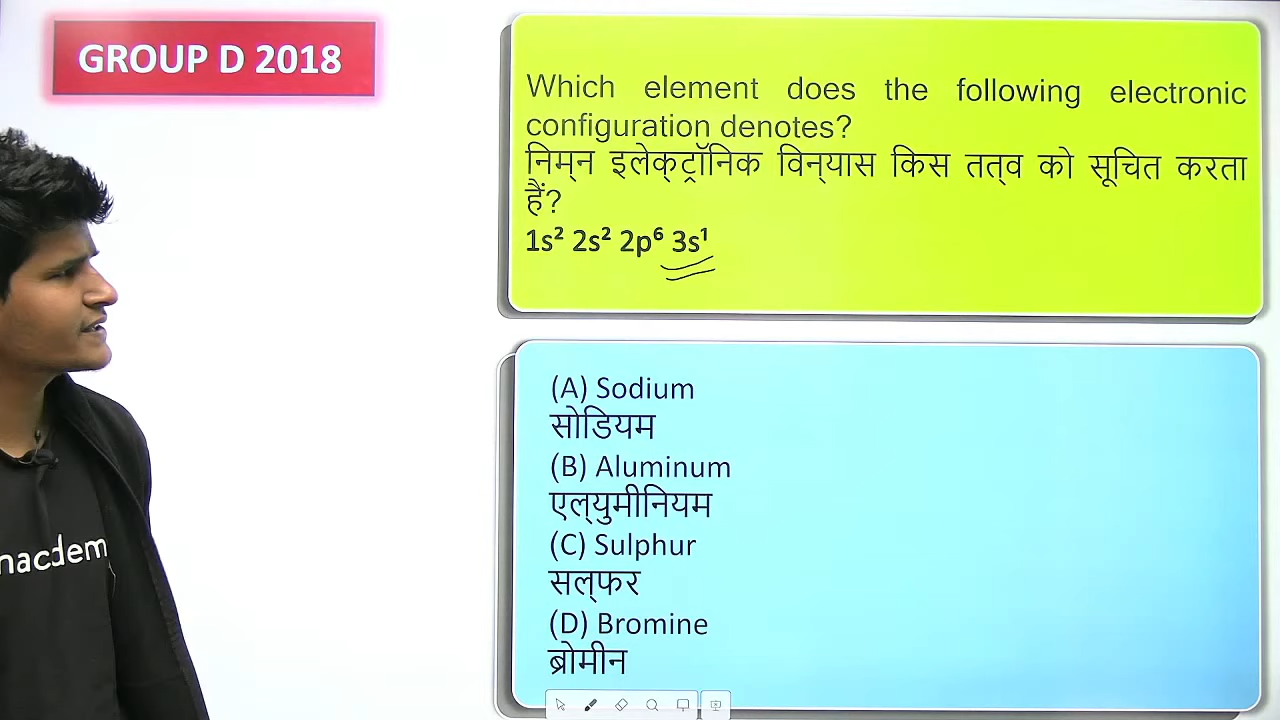 GROUP D 2018
Which element does the following electronic
configuration denotes?
निम्न इलेक्ट्रॉनिक विन्यास किस तत्व को सूचित करता
हैं?
1s² 2s² 2p⁶ 3s¹
(A) Sodium
सोडियम
(B) Aluminum
एल्युमीनियम
(C) Sulphur
सल्फर
(D) Bromine
ब्रोमीन
nacdem